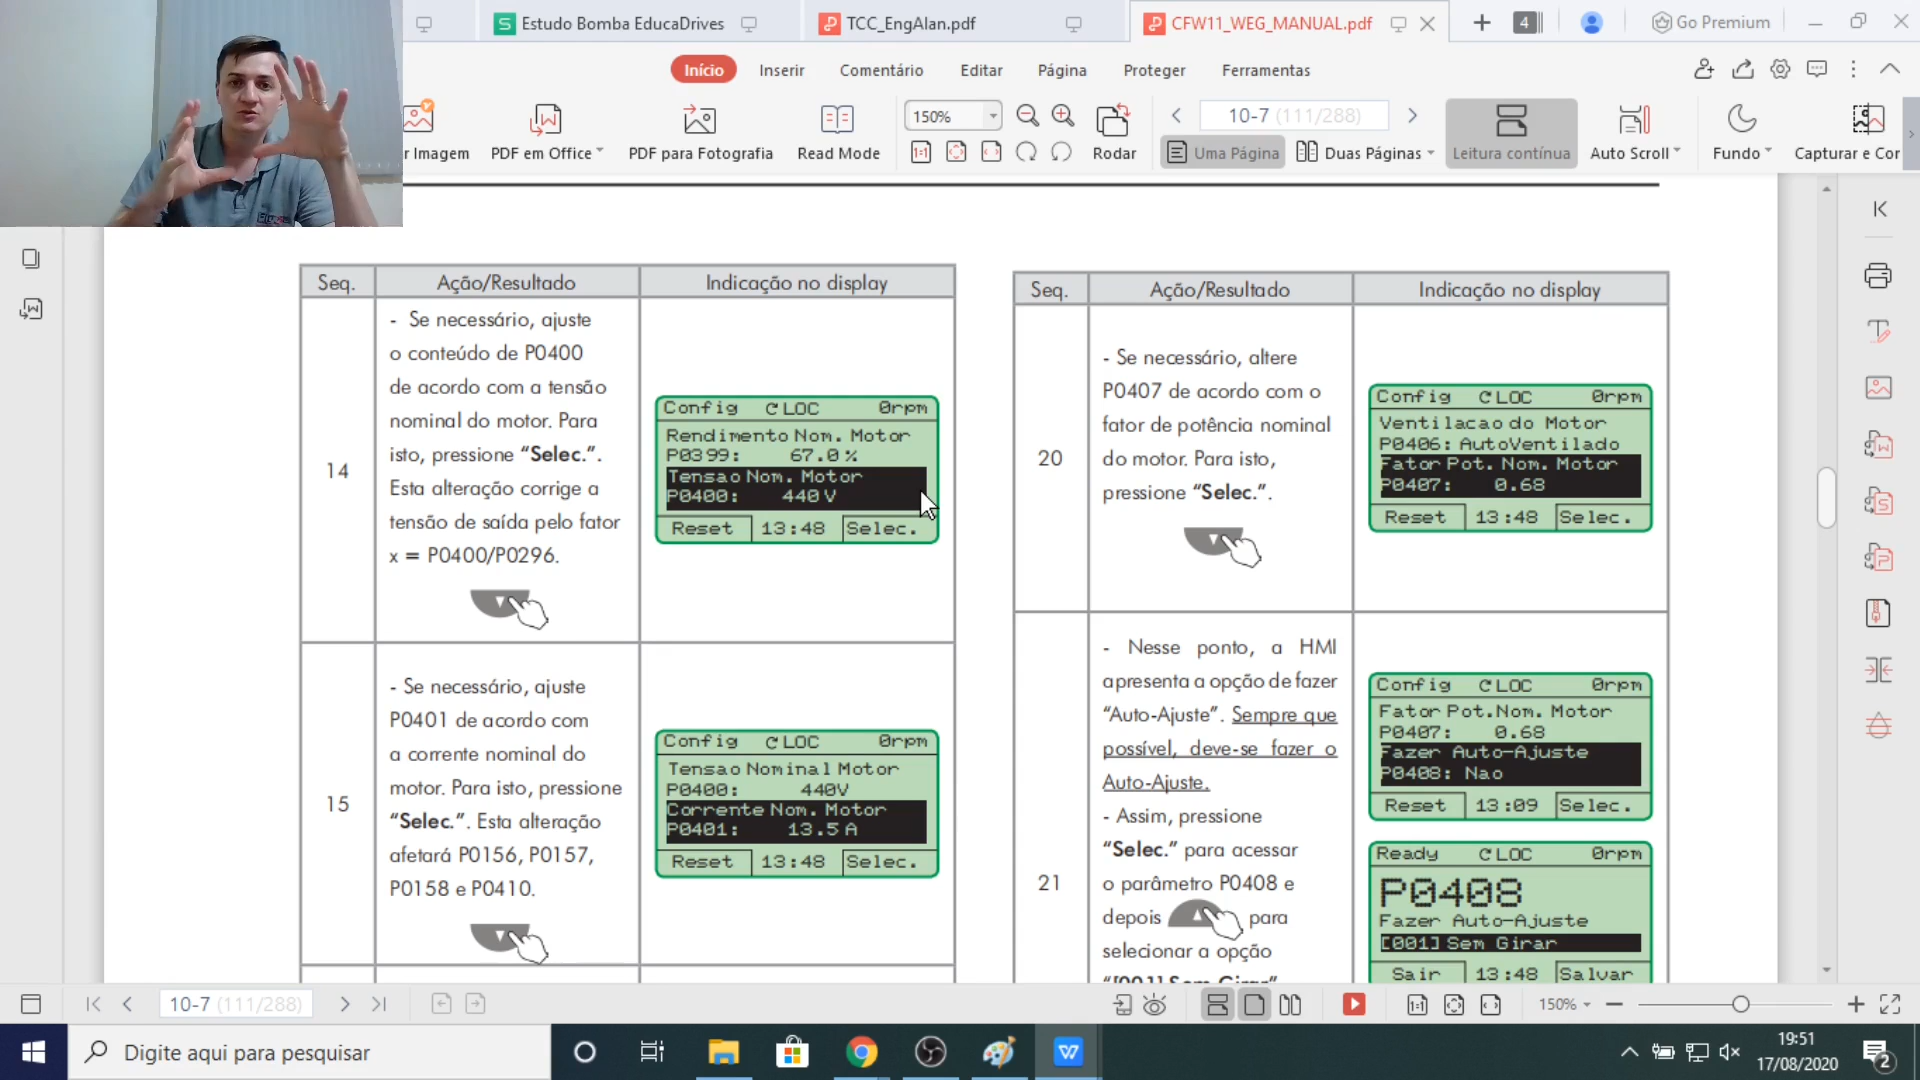 Estudo Bomba EducaDrives
TCC_EngAlan.pdf
CFW11_WEG_MANUAL.pdf
4
Go Premium
Início
Inserir
Comentário
Editar
Página
Proteger
Ferramentas
r Imagem
PDF em Office
PDF para Fotografia
Read Mode
150%
Rodar
10-7 (111/288)
Uma Página
Duas Páginas
Leitura contínua
Auto Scroll
Fundo
Capturar e Cor
Seq.
Ação/Resultado
Indicação no display
14
- Se necessário, ajuste
o conteúdo de P0400
de acordo com a tensão
nominal do motor. Para
isto, pressione “Selec.”.
Esta alteração corrige a
tensão de saída pelo fator
x = P0400/P0296.
Config LOC 0rpm
Rendimento Nom. Motor
P0399: 67.0 %
Tensao Nom. Motor
P0400: 440 V
Reset 13:48 Selec.
15
- Se necessário, ajuste
P0401 de acordo com
a corrente nominal do
motor. Para isto, pressione
“Selec.”. Esta alteração
afetará P0156, P0157,
P0158 e P0410.
Config LOC 0rpm
Tensao Nominal Motor
P0400: 440V
Corrente Nom. Motor
P0401: 13.5 A
Reset 13:48 Selec.
Seq.
Ação/Resultado
Indicação no display
20
- Se necessário, altere
P0407 de acordo com o
fator de potência nominal
do motor. Para isto,
pressione “Selec.”.
Config LOC 0rpm
Ventilacao do Motor
P0406: AutoVentilado
Fator Pot. Nom. Motor
P0407: 0.68
Reset 13:48 Selec.
21
- Nesse ponto, a HMI
apresenta a opção de fazer
“Auto-Ajuste”. Sempre que
possível, deve-se fazer o
Auto-Ajuste.
- Assim, pressione
“Selec.” para acessar
o parâmetro P0408 e
depois para
selecionar a opção
“[001] Sem Girar”
Config LOC 0rpm
Fator Pot.Nom. Motor
P0407: 0.68
Fazer Auto-Ajuste
P0408: Nao
Reset 13:09 Selec.
Ready LOC 0rpm
P0408
Fazer Auto-Ajuste
[001] Sem Girar
Sair 13:48 Salvar
10-7 (111/288)
150%
Digite aqui para pesquisar
19:51
17/08/2020
2